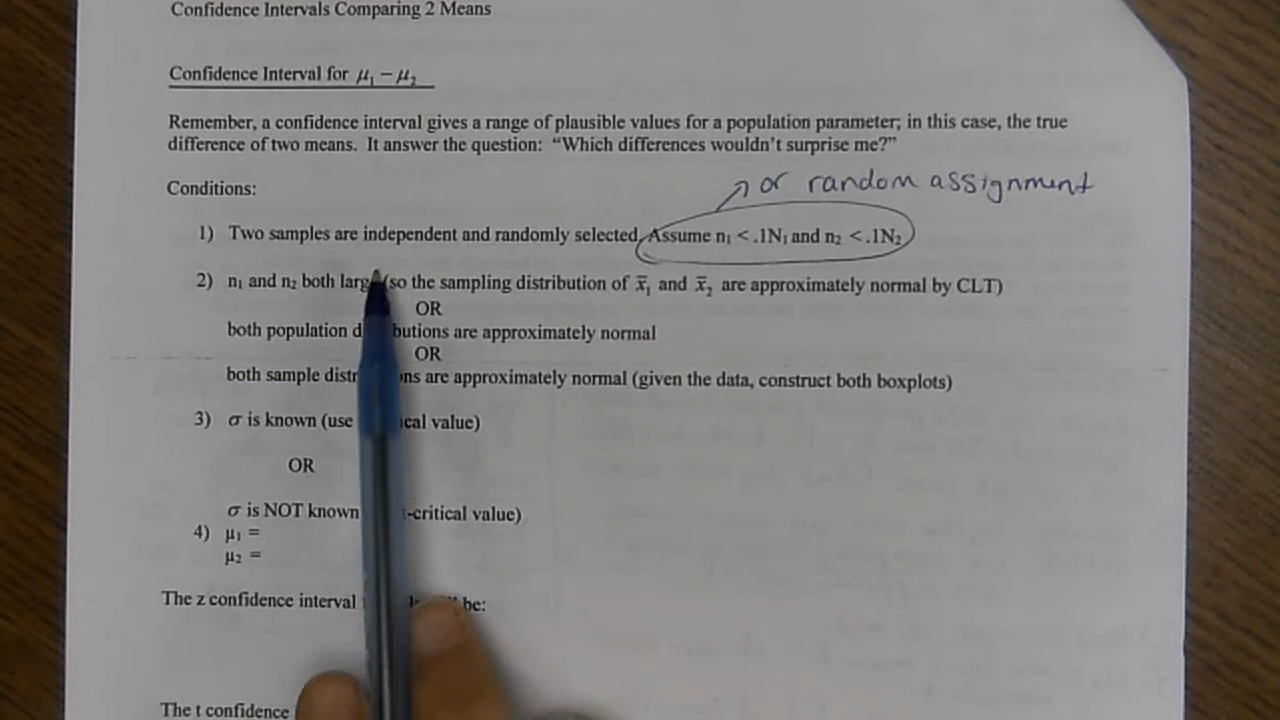 Confidence Intervals Comparing 2 Means
Confidence Interval for μ₁ − μ₂
Remember, a confidence interval gives a range of plausible values for a population parameter; in this case, the true
difference of two means. It answer the question: “Which differences wouldn’t surprise me?”
Conditions:
or random assignment
1) Two samples are independent and randomly selected. Assume n₁ < .1N₁ and n₂ < .1N₂
2) n₁ and n₂ both (so the sampling distribution of x̄₁ and x̄₂ are approximately normal by CLT)
OR
both population are approximately normal
OR
both sample are approximately normal (given the data, construct both boxplots)
3) σ is known (use value)
OR
σ is NOT known -critical value)
4) μ₁ =
μ₂ =
The z confidence interval be:
The t confidence